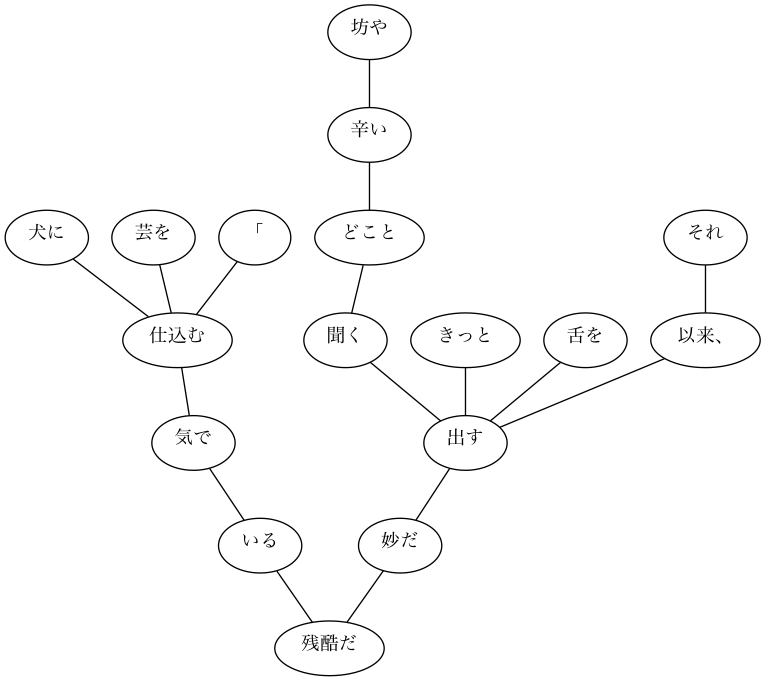 坊や
辛い
犬に 芸を 「 どこと それ
仕込む 聞く きっと 舌を 以来、
気で 出す
いる 妙だ
残酷だ